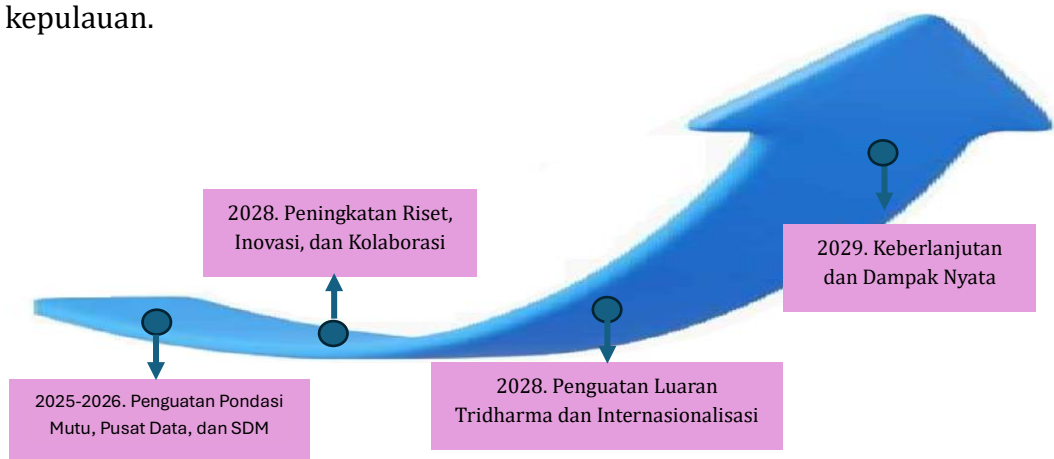 kepulauan.
2028. Peningkatan Riset,
Inovasi, dan Kolaborasi
2029. Keberlanjutan
dan Dampak Nyata
2025-2026. Penguatan Pondasi
Mutu, Pusat Data, dan SDM
2028. Penguatan Luaran
Tridharma dan Internasionalisasi